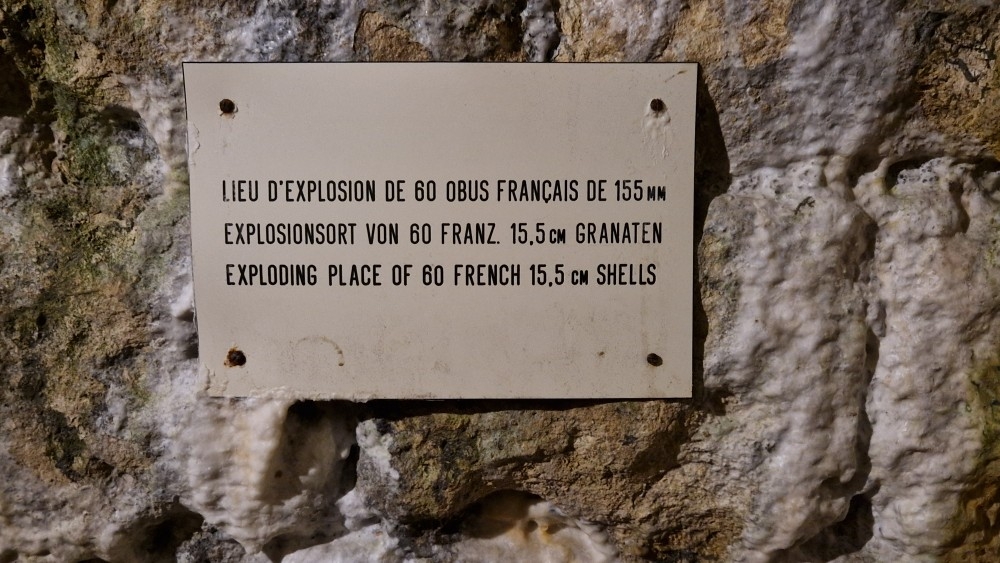 LIEU D'EXPLOSION DE 60 OBUS FRANÇAIS DE 155 MM
EXPLOSIONSORT VON 60 FRANZ. 15,5 CM GRANATEN
EXPLODING PLACE OF 60 FRENCH 15,5 CM SHELLS